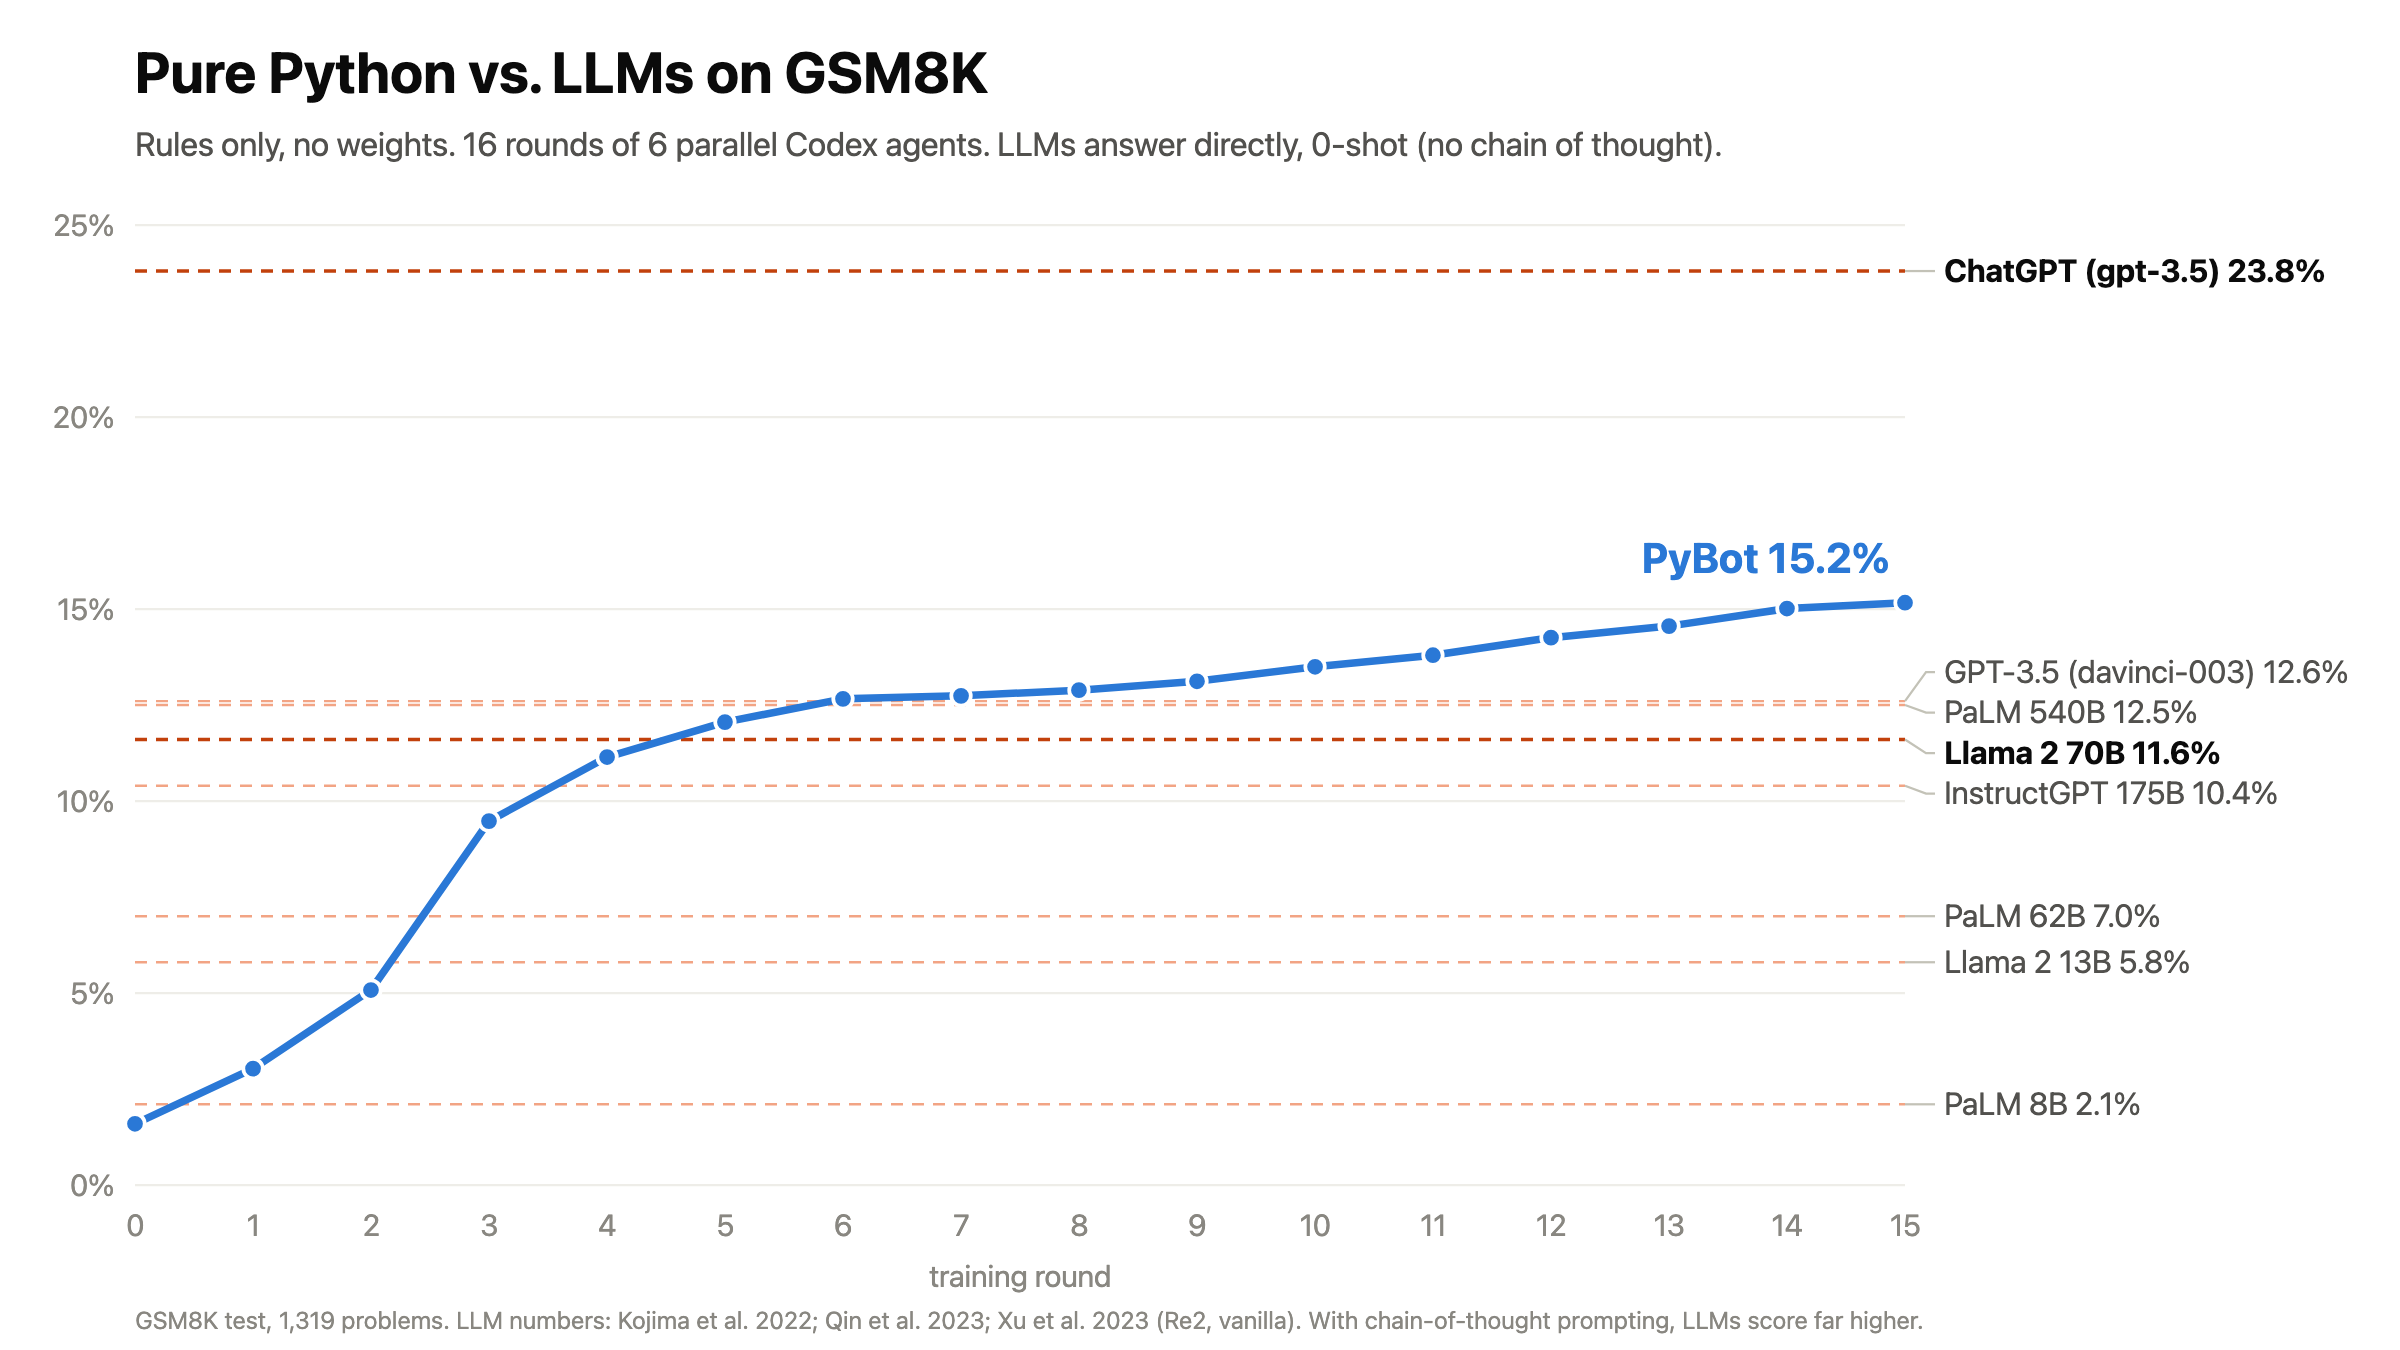 Pure Python vs. LLMs on GSM8K
Rules only, no weights. 16 rounds of 6 parallel Codex agents. LLMs answer directly, 0-shot (no chain of thought).
25%
ChatGPT (gpt-3.5) 23.8%
20%
PyBot 15.2%
15%
GPT-3.5 (davinci-003) 12.6%
PaLM 540B 12.5%
Llama 2 70B 11.6%
InstructGPT 175B 10.4%
10%
PaLM 62B 7.0%
Llama 2 13B 5.8%
5%
PaLM 8B 2.1%
0%
0 1 2 3 4 5 6 7 8 9 10 11 12 13 14 15
training round
GSM8K test, 1,319 problems. LLM numbers: Kojima et al. 2022; Qin et al. 2023; Xu et al. 2023 (Re2, vanilla). With chain-of-thought prompting, LLMs score far higher.